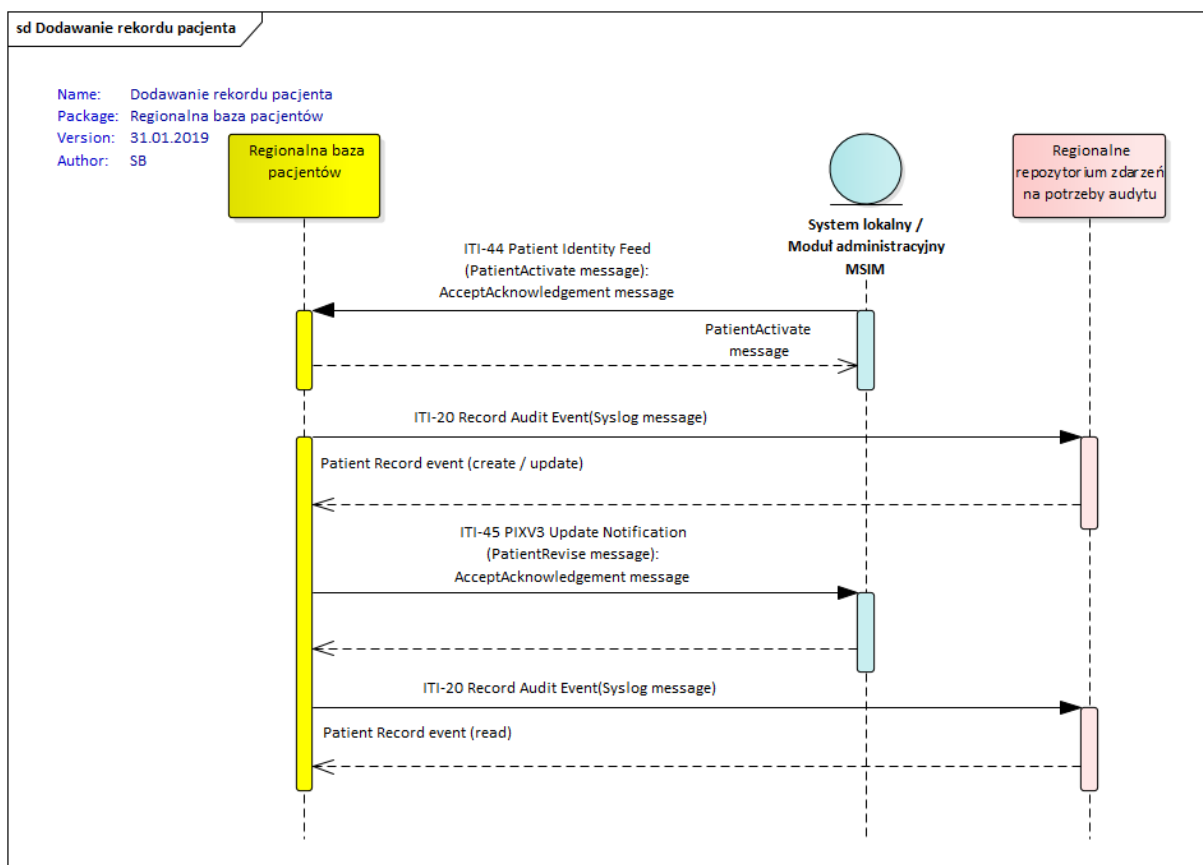 sd Dodawanie rekordu pacjenta
Name: Dodawanie rekordu pacjenta
Package: Regionalna baza pacjentów
Version: 31.01.2019
Author: SB
Regionalna baza
pacjentów
System lokalny /
Moduł administracyjny
MSIM
Regionalne
repozytorium zdarzeń
na potrzeby audytu
ITI-44 Patient Identity Feed
(PatientActivate message):
AcceptAcknowledgement message
PatientActivate
message
ITI-20 Record Audit Event(Syslog message)
Patient Record event (create / update)
ITI-45 PIXV3 Update Notification
(PatientRevise message):
AcceptAcknowledgement message
ITI-20 Record Audit Event(Syslog message)
Patient Record event (read)